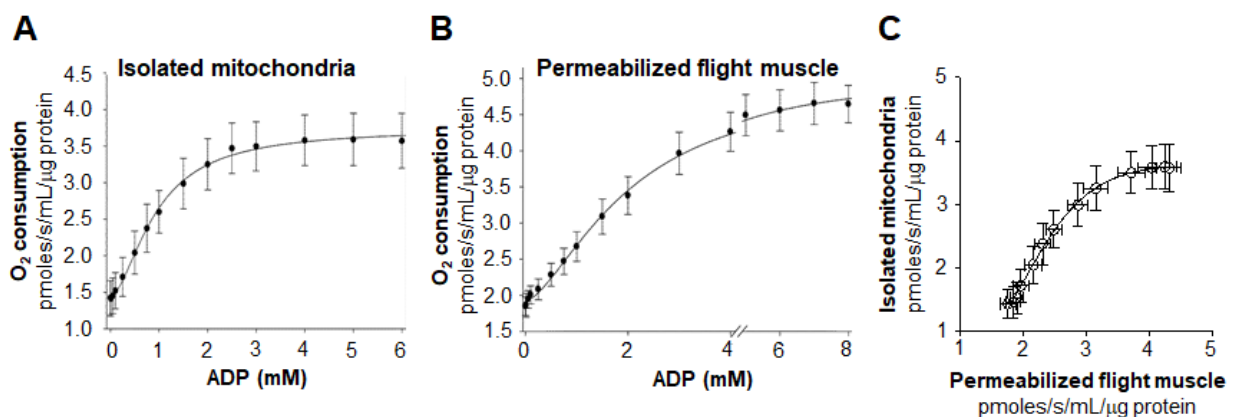 A
Isolated mitochondria
O2 consumption
pmoles/s/mL/µg protein
4.5
4.0
3.5
3.0
2.5
2.0
1.5
1.0
0 1 2 3 4 5 6
ADP (mM)
B
Permeabilized flight muscle
O2 consumption
pmoles/s/mL/µg protein
5.0
4.5
4.0
3.5
3.0
2.5
2.0
1.5
0 2 4 6 8
ADP (mM)
C
Isolated mitochondria
pmoles/s/mL/µg protein
5
4
3
2
1
1 2 3 4 5
Permeabilized flight muscle
pmoles/s/mL/µg protein